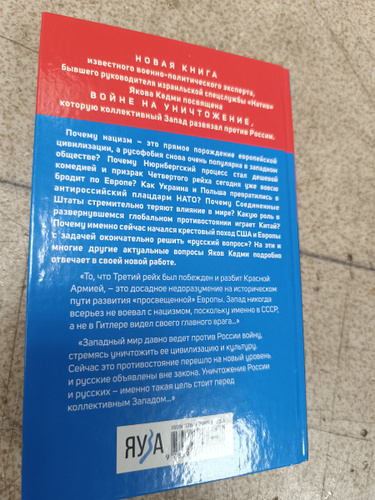 НОВАЯ КНИГА
известного военно-политического эксперта,
бывшего руководителя израильской спецслужбы «Натив»
Якова Кедми посвящена
ВОЙНЕ НА УНИЧТОЖЕНИЕ,
которую коллективный Запад развязал против России.
Почему нацизм – это прямое порождение европейской
цивилизации, а русофобия снова очень популярна в западном
обществе? Почему Нюрнбергский процесс стал дешевой
комедией и призрак Четвертого рейха сегодня уже вовсю
бродит по Европе? Как Украина и Польша превратились в
антироссийский плацдарм НАТО? Почему Соединенные
Штаты стремительно теряют влияние в мире? Какую роль в
развернувшемся глобальном противостоянии играет Китай?
Почему именно сейчас начался крестовый поход США и Европы
с задачей окончательно решить «русский вопрос»? На эти и
многие другие актуальные вопросы Яков Кедми подробно
отвечает в своей новой работе.
«То, что Третий рейх был побежден и разбит Красной
Армией, – это досадное недоразумение на историческом
пути развития «просвещенной» Европы. Запад никогда
всерьез не воевал с нацизмом, поскольку именно в СССР,
а не в Гитлере видел своего главного врага...»
«Западный мир давно ведет против России войну,
стремясь уничтожить ее цивилизацию и культуру.
Сейчас это противостояние перешло на новый уровень
и русские объявлены вне закона. Уничтожение России
и русских – именно такая цель стоит перед
коллективным Западом...»
ЯУЗА